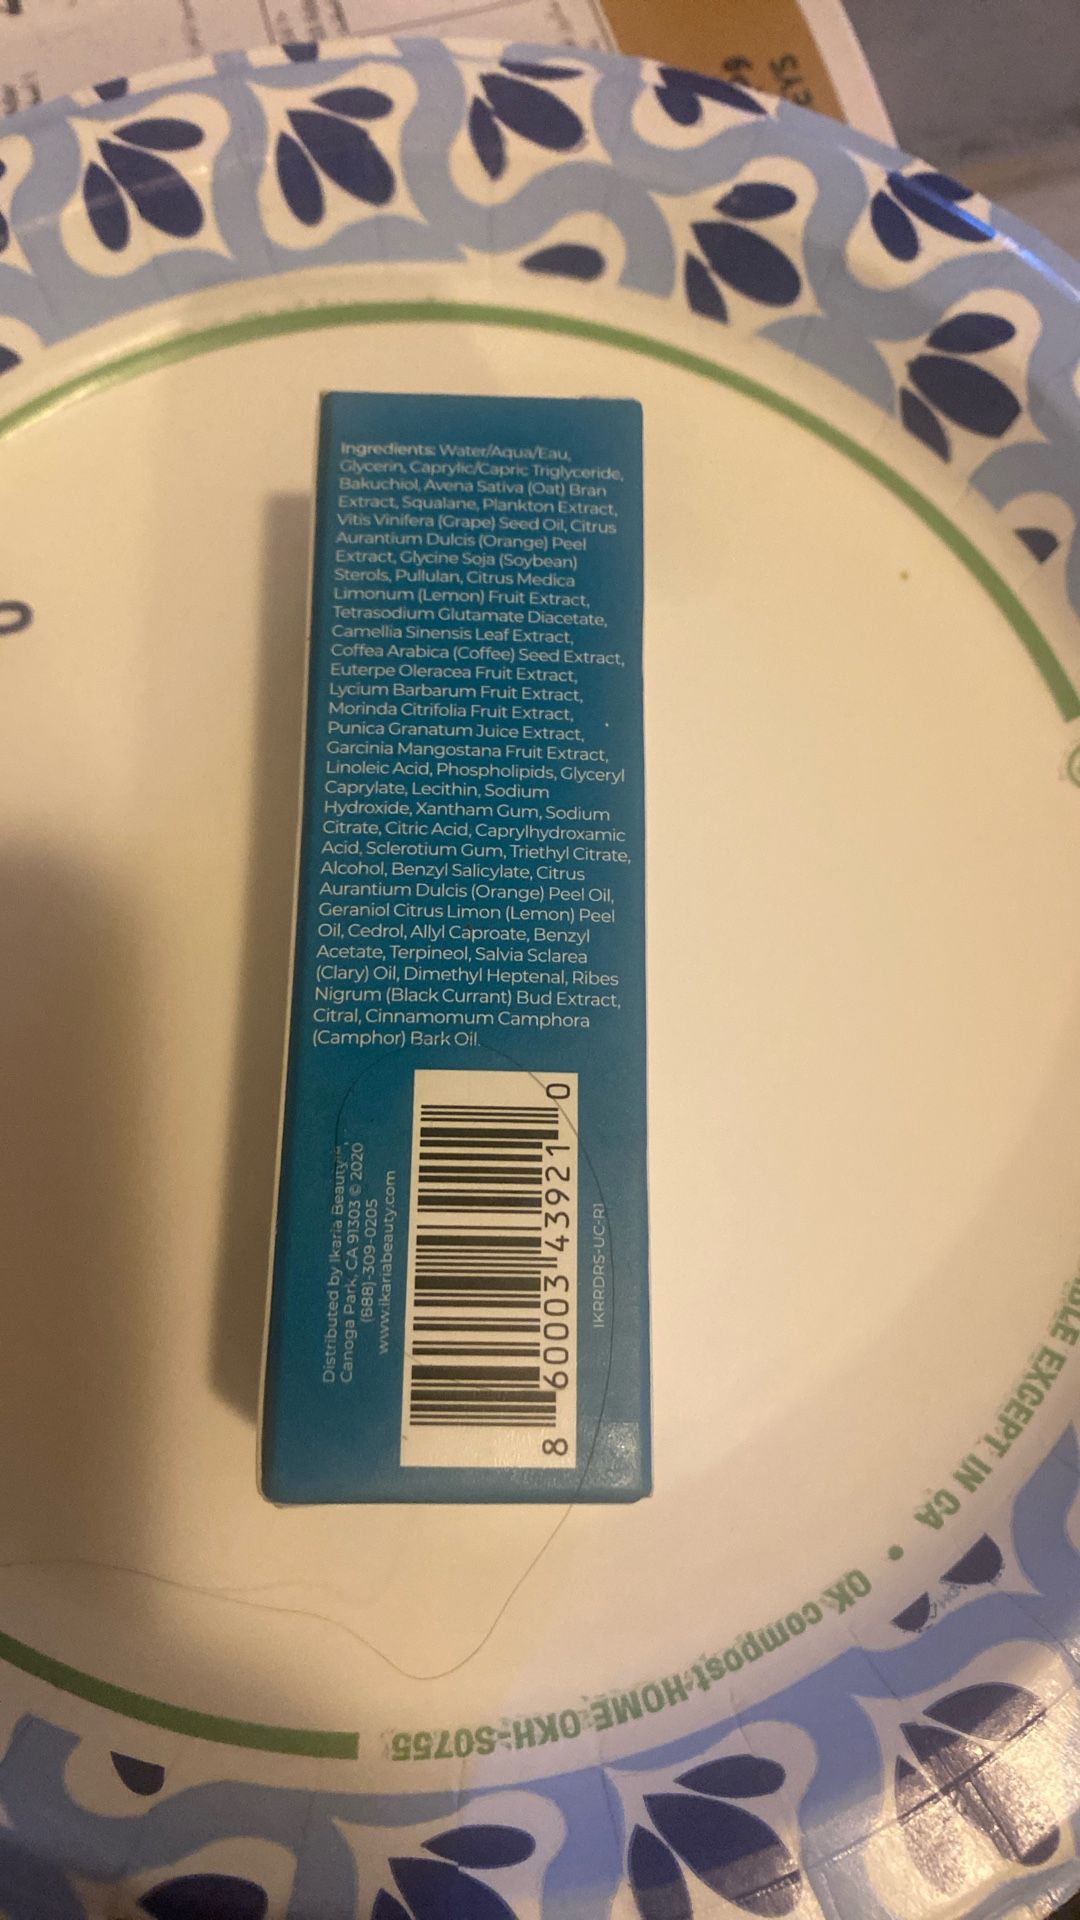 Ingredients: Water/Aqua/Eau,
Glycerin, Caprylic/Capric Triglyceride,
Bakuchiol, Avena Sativa (Oat) Bran
Extract, Squalane, Plankton Extract,
Vitis Vinifera (Grape) Seed Oil, Citrus
Aurantium Dulcis (Orange) Peel
Extract, Glycine Soja (Soybean)
Sterols, Pullulan, Citrus Medica
Limonum (Lemon) Fruit Extract,
Tetrasodium Glutamate Diacetate,
Camellia Sinensis Leaf Extract,
Coffea Arabica (Coffee) Seed Extract,
Euterpe Oleracea Fruit Extract,
Lycium Barbarum Fruit Extract,
Morinda Citrifolia Fruit Extract,
Punica Granatum Juice Extract,
Garcinia Mangostana Fruit Extract,
Linoleic Acid, Phospholipids, Glyceryl
Caprylate, Lecithin, Sodium
Hydroxide, Xantham Gum, Sodium
Citrate, Citric Acid, Caprylhydroxamic
Acid, Sclerotium Gum, Triethyl Citrate,
Alcohol, Benzyl Salicylate, Citrus
Aurantium Dulcis (Orange) Peel Oil,
Geraniol Citrus Limon (Lemon) Peel
Oil, Cedrol, Allyl Caproate, Benzyl
Acetate, Terpineol, Salvia Sclarea
(Clary) Oil, Dimethyl Heptenal, Ribes
Nigrum (Black Currant) Bud Extract,
Citral, Cinnamomum Camphora
(Camphor) Bark Oil.
Distributed by Ikaria Beauty
Canoga Park, CA 91303 © 2020
(888)-309-0205
www.ikariabeauty.com
8 60003 43921 0
IKRRDRS-UC-R1
EXCEPT IN CA • OK compost HOME OKH-S0755